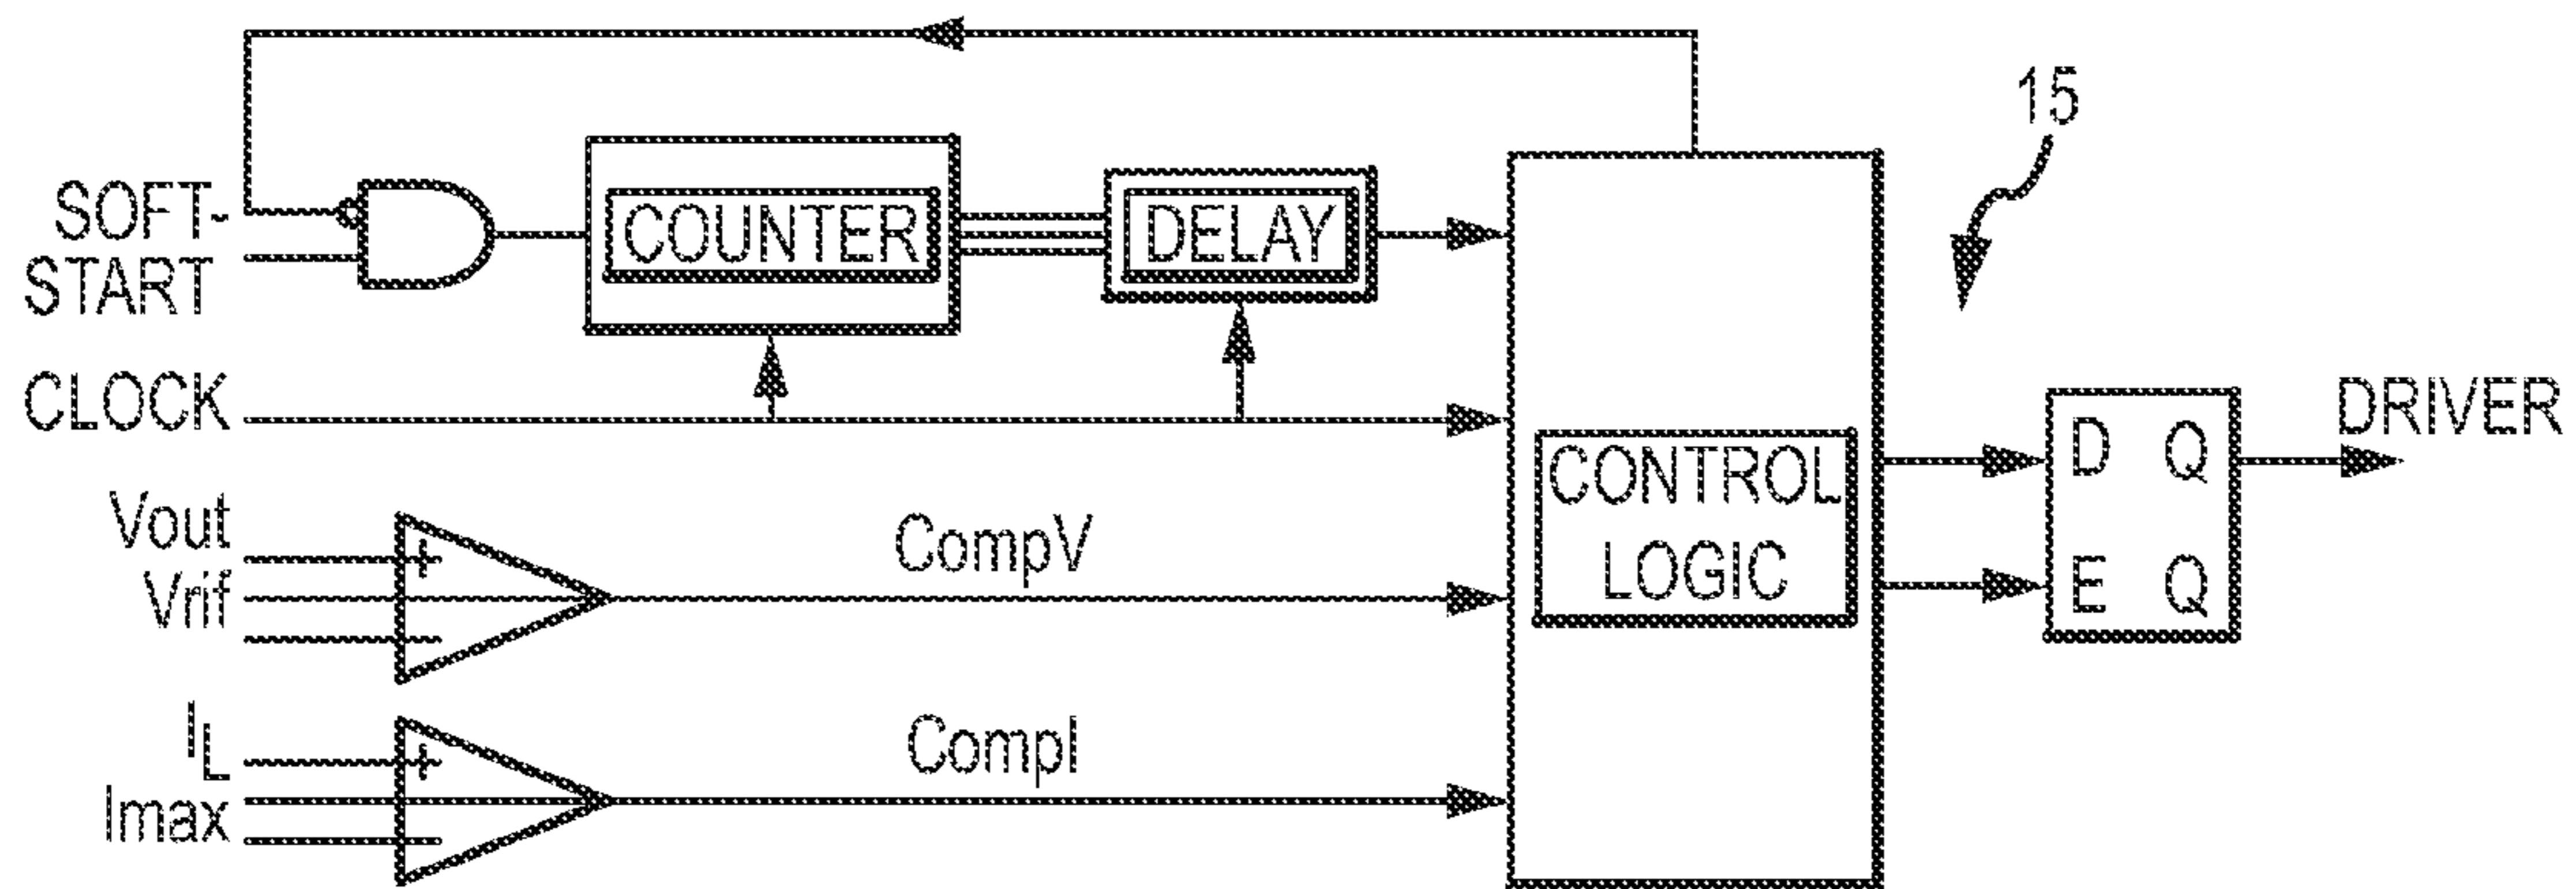 15
SOFT-
START
COUNTER
DELAY
CLOCK
DRIVER
CONTROL
LOGIC
D Q
E Q
Vout
+
Vrif
-
CompV
IL
+
Imax
-
CompI